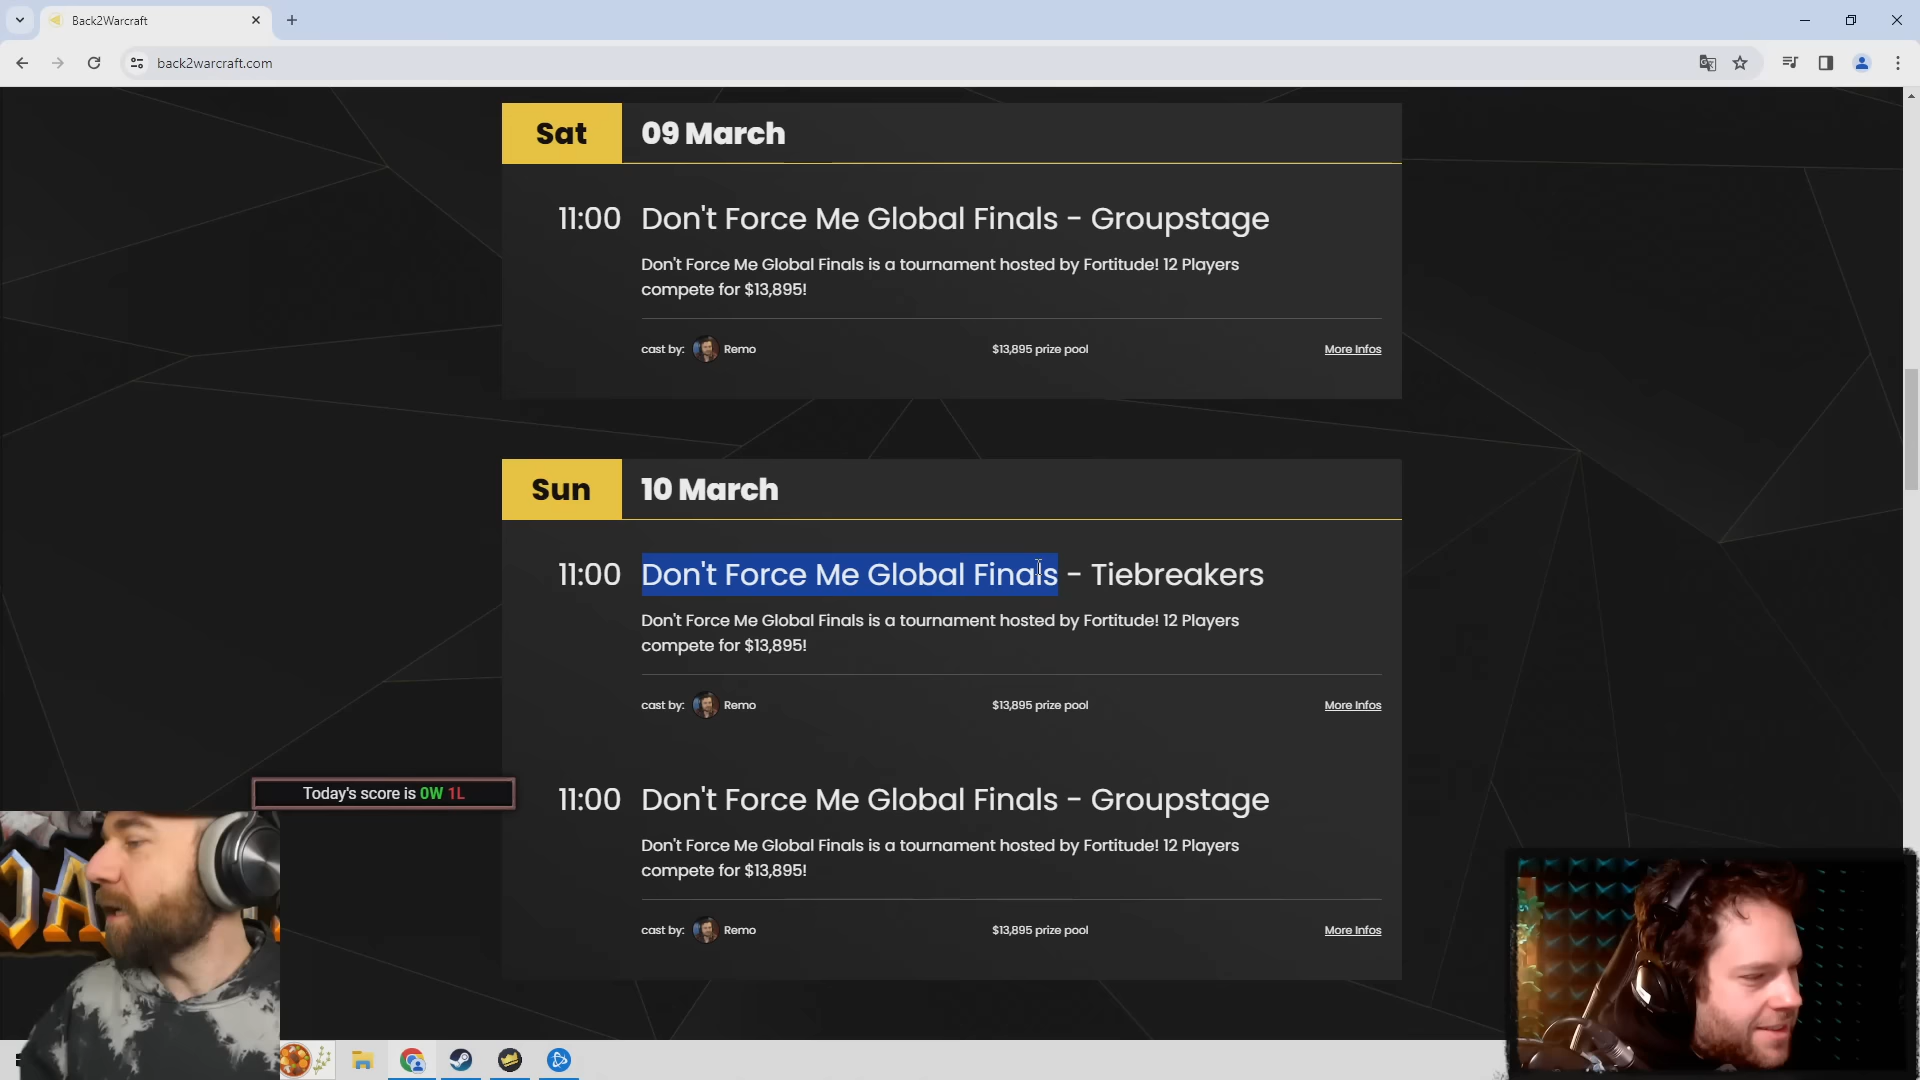 Back2Warcraft
back2warcraft.com
Sat
09 March
11:00
Don't Force Me Global Finals - Groupstage
Don't Force Me Global Finals is a tournament hosted by Fortitude! 12 Players
compete for $13,895!
cast by:
Remo
$13,895 prize pool
More Infos
Sun
10 March
11:00
Don't Force Me Global Finals - Tiebreakers
Don't Force Me Global Finals is a tournament hosted by Fortitude! 12 Players
compete for $13,895!
cast by:
Remo
$13,895 prize pool
More Infos
Today's score is 0W 1L
11:00
Don't Force Me Global Finals - Groupstage
Don't Force Me Global Finals is a tournament hosted by Fortitude! 12 Players
compete for $13,895!
cast by:
Remo
$13,895 prize pool
More Infos